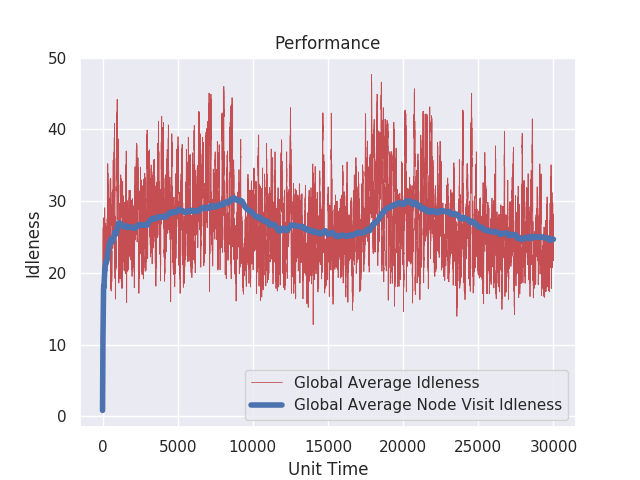 Performance
50
40
30
20
10
0
Idleness
0 5000 10000 15000 20000 25000 30000
Unit Time
Global Average Idleness
Global Average Node Visit Idleness